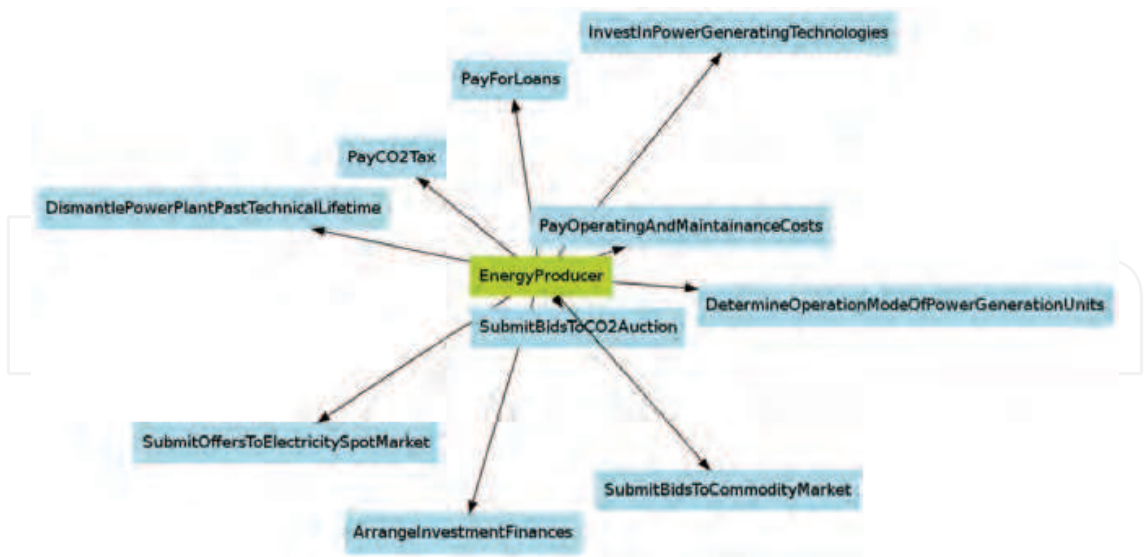 InvestInPowerGeneratingTechnologies
PayForLoans
PayCO2Tax
DismantlePowerPlantPastTechnicalLifetime
PayOperatingAndMaintainanceCosts
EnergyProducer
DetermineOperationModeOfPowerGenerationUnits
SubmitBidsToCO2Auction
SubmitOffersToElectricitySpotMarket
SubmitBidsToCommodityMarket
ArrangeInvestmentFinances